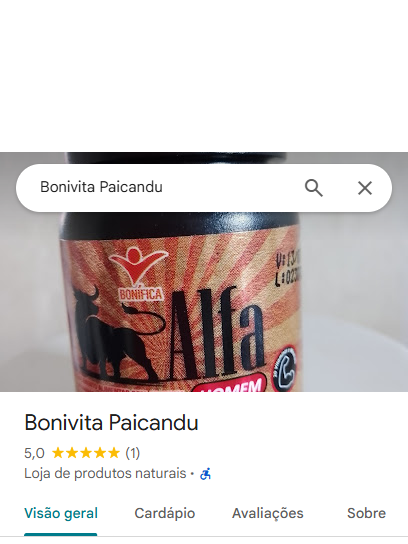 Bonivita Paicandu
BONIFICA
Alfa
HOMEM
Bonivita Paicandu
5,0 (1)
Loja de produtos naturais ·
Visão geral Cardápio Avaliações Sobre